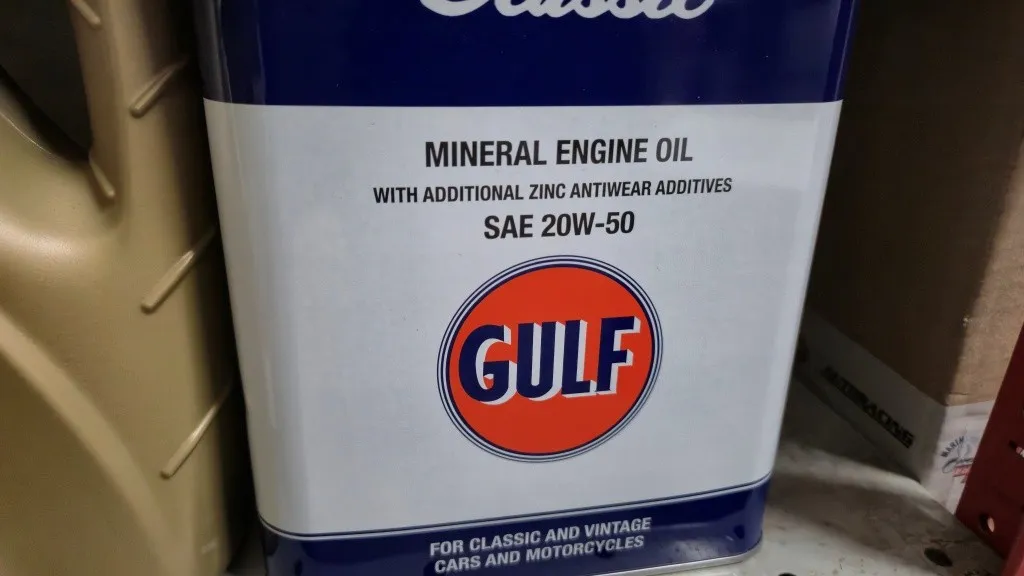 Classic
MINERAL ENGINE OIL
WITH ADDITIONAL ZINC ANTIWEAR ADDITIVES
SAE 20W-50
GULF
FOR CLASSIC AND VINTAGE
CARS AND MOTORCYCLES